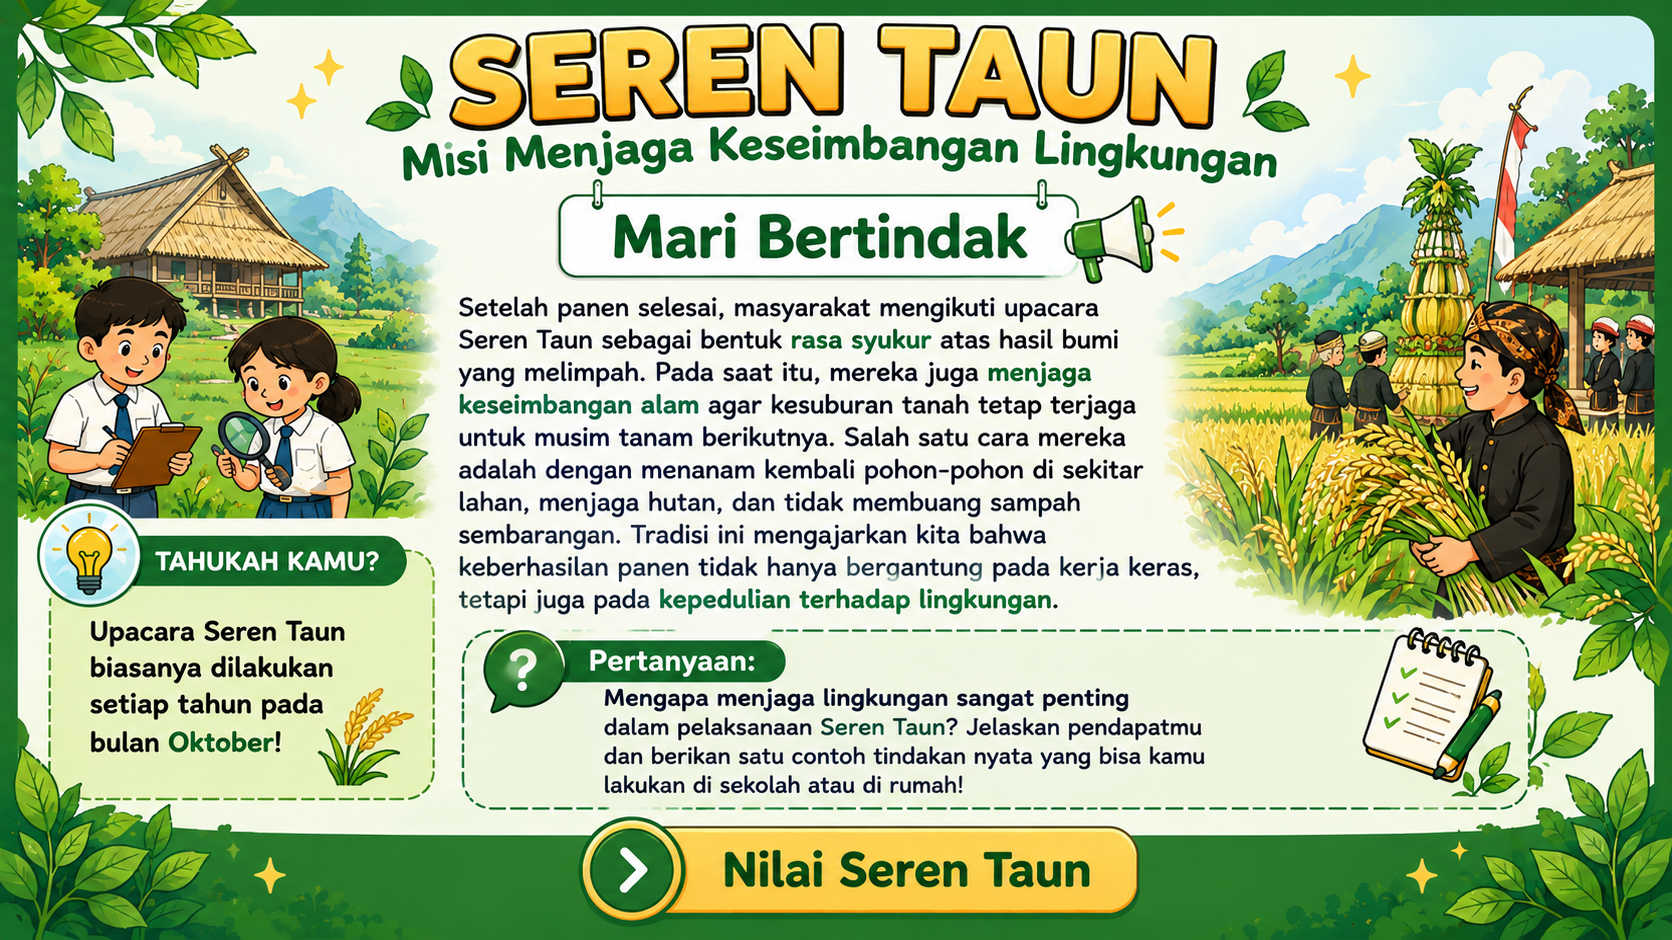 SEREN TAUN
Misi Menjaga Keseimbangan Lingkungan
Mari Bertindak
Setelah panen selesai, masyarakat mengikuti upacara
Seren Taun sebagai bentuk rasa syukur atas hasil bumi
yang melimpah. Pada saat itu, mereka juga menjaga
keseimbangan alam agar kesuburan tanah tetap terjaga
untuk musim tanam berikutnya. Salah satu cara mereka
adalah dengan menanam kembali pohon-pohon di sekitar
lahan, menjaga hutan, dan tidak membuang sampah
sembarangan. Tradisi ini mengajarkan kita bahwa
keberhasilan panen tidak hanya bergantung pada kerja keras,
tetapi juga pada kepedulian terhadap lingkungan.
TAHUKAH KAMU?
Upacara Seren Taun
biasanya dilakukan
setiap tahun pada
bulan Oktober!
?
Pertanyaan:
Mengapa menjaga lingkungan sangat penting
dalam pelaksanaan Seren Taun? Jelaskan pendapatmu
dan berikan satu contoh tindakan nyata yang bisa kamu
lakukan di sekolah atau di rumah!
Nilai Seren Taun